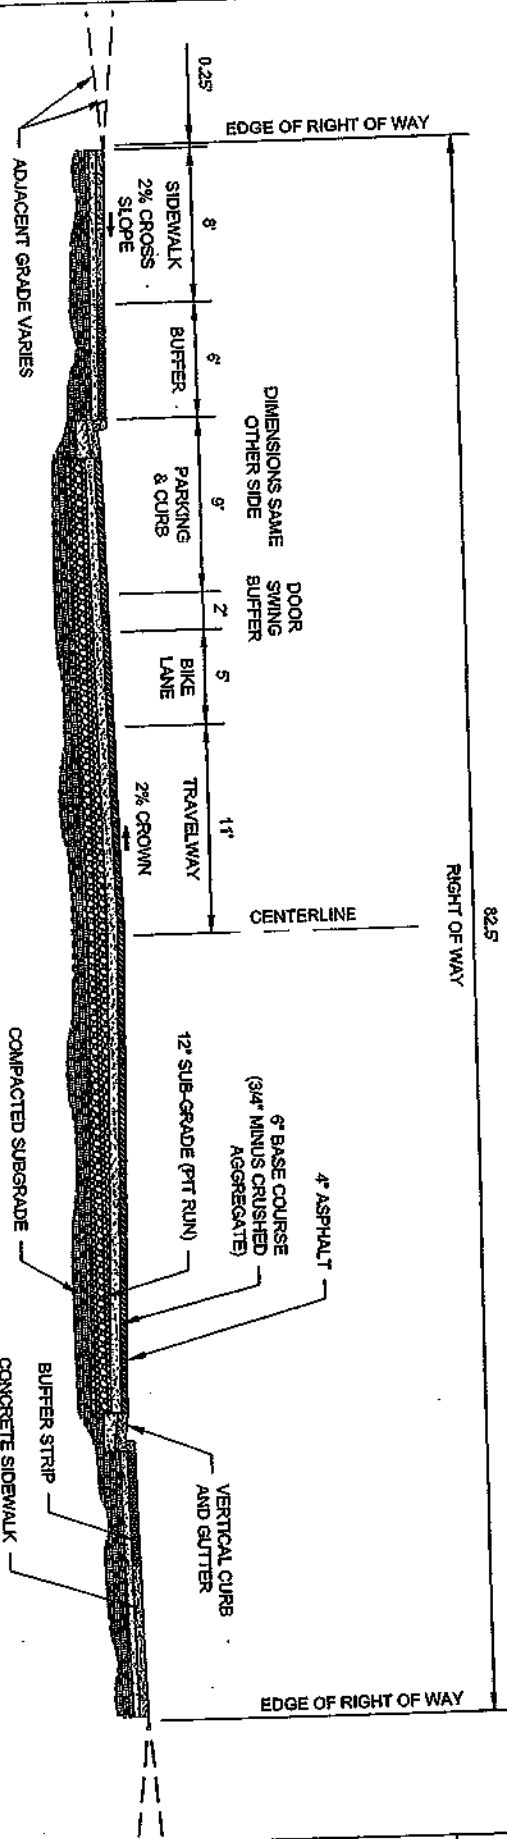 82.5'
RIGHT OF WAY
EDGE OF RIGHT OF WAY
CENTERLINE
EDGE OF RIGHT OF WAY
0.25'
8'
6'
9'
2'
5'
11'
SIDEWALK
2% CROSS
SLOPE
BUFFER
PARKING
& CURB
DIMENSIONS SAME
OTHER SIDE
DOOR
SWING
BUFFER
BIKE
LANE
TRAVELWAY
2% CROWN
4" ASPHALT
6" BASE COURSE
(3/4" MINUS CRUSHED
AGGREGATE)
12" SUB-GRADE (PIT RUN)
VERTICAL CURB
AND GUTTER
ADJACENT GRADE VARIES
COMPACTED SUBGRADE
BUFFER STRIP
CONCRETE SIDEWALK